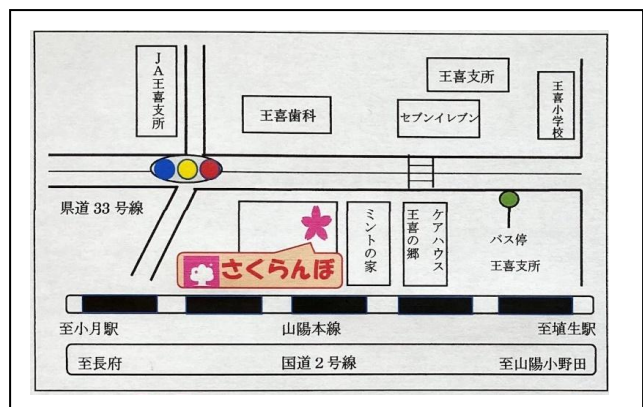 JA王喜支所
王喜歯科
王喜支所
セブンイレブン
王喜小学校
県道33号線
さくらんぼ
ミントの家
ケアハウス
王喜の郷
バス停
王喜支所
至小月駅
山陽本線
至埴生駅
至長府
国道2号線
至山陽小野田